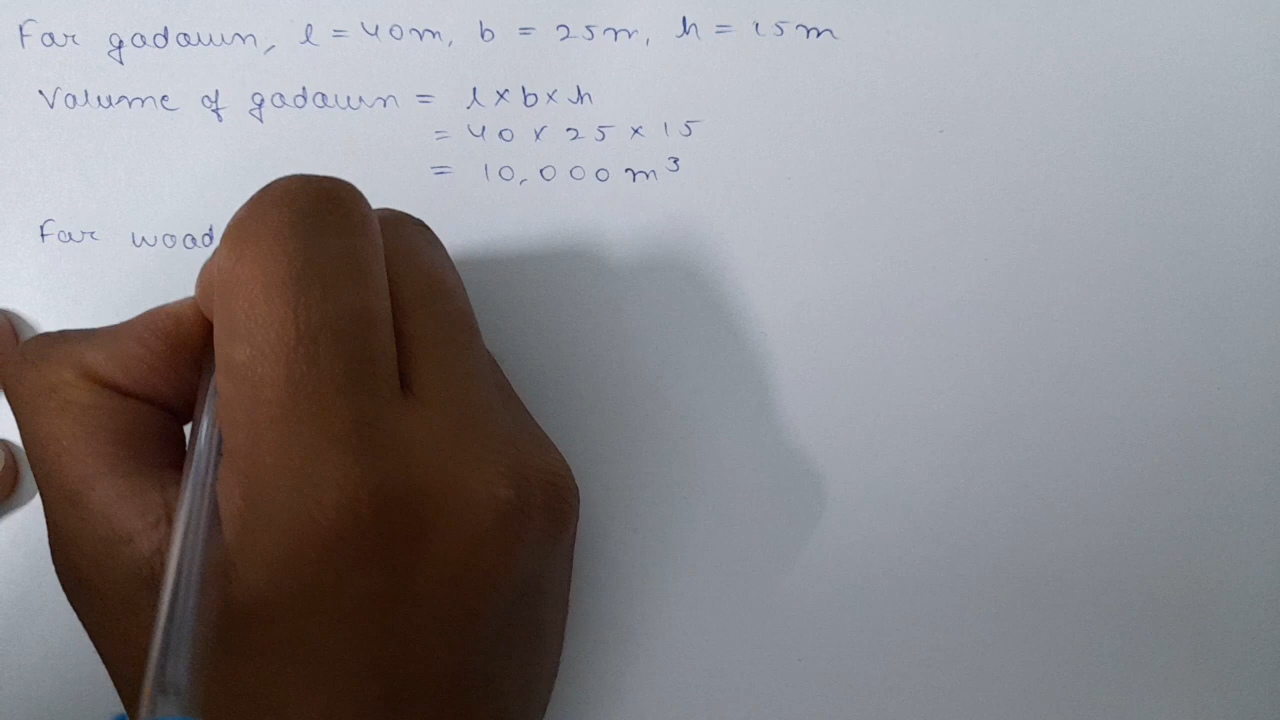 For godown, l = 40m, b = 25m, h = 15m
Volume of godown = l × b × h
= 40 × 25 × 15
= 10,000 m³
For wood